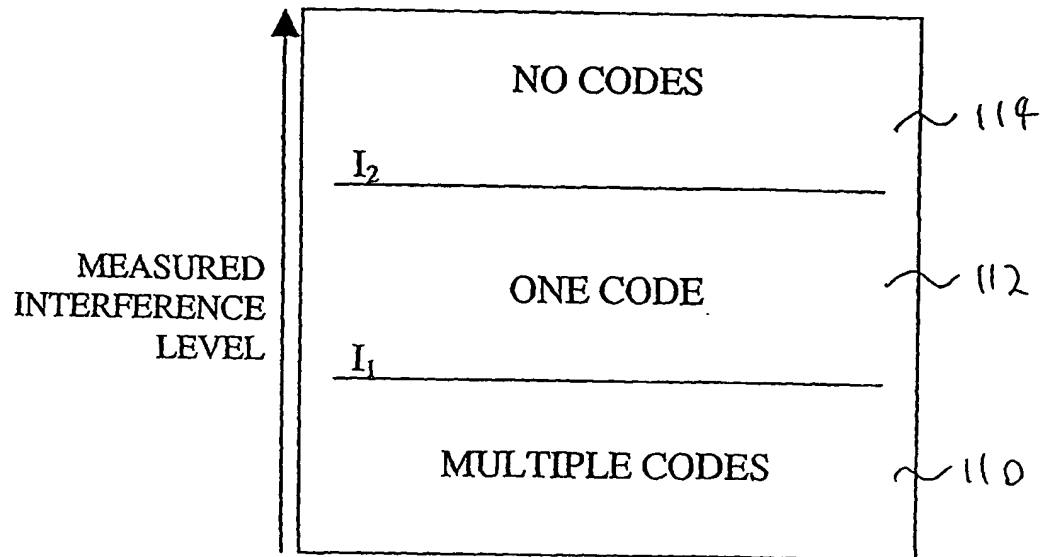 NO CODES
114
I₂
MEASURED
INTERFERENCE
LEVEL
ONE CODE
112
I₁
MULTIPLE CODES
110